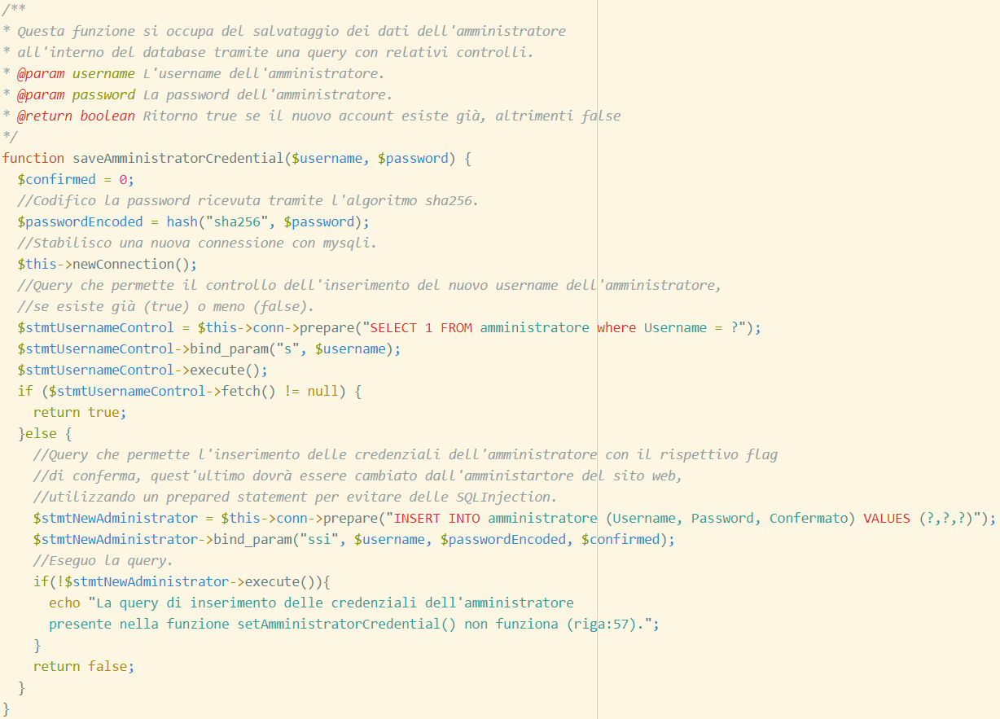 /**
* Questa funzione si occupa del salvataggio dei dati dell'amministratore
* all'interno del database tramite una query con relativi controlli.
* @param username L'username dell'amministratore.
* @param password La password dell'amministratore.
* @return boolean Ritorno true se il nuovo account esiste già, altrimenti false
*/
function saveAmministratorCredential($username, $password) {
  $confirmed = 0;
  //Codifico la password ricevuta tramite l'algoritmo sha256.
  $passwordEncoded = hash("sha256", $password);
  //Stabilisco una nuova connessione con mysqli.
  $this->newConnection();
  //Query che permette il controllo dell'inserimento del nuovo username dell'amministratore,
  //se esiste già (true) o meno (false).
  $stmtUsernameControl = $this->conn->prepare("SELECT 1 FROM amministratore where Username = ?");
  $stmtUsernameControl->bind_param("s", $username);
  $stmtUsernameControl->execute();
  if ($stmtUsernameControl->fetch() != null) {
    return true;
  }else {
    //Query che permette l'inserimento delle credenziali dell'amministratore con il rispettivo flag
    //di conferma, quest'ultimo dovrà essere cambiato dall'amministartore del sito web,
    //utilizzando un prepared statement per evitare delle SQLInjection.
    $stmtNewAdministrator = $this->conn->prepare("INSERT INTO amministratore (Username, Password, Confermato) VALUES (?,?,?)");
    $stmtNewAdministrator->bind_param("ssi", $username, $passwordEncoded, $confirmed);
    //Eseguo la query.
    if(!$stmtNewAdministrator->execute()){
      echo "La query di inserimento delle credenziali dell'amministratore
      presente nella funzione setAmministratorCredential() non funziona (riga:57).";
    }
    return false;
  }
}